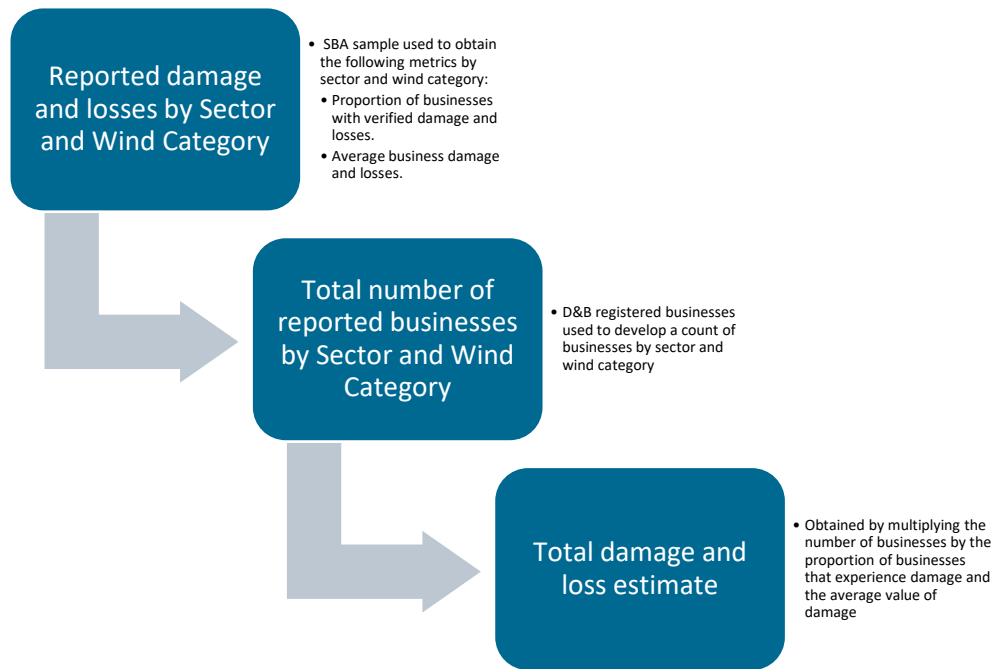 Reported damage
and losses by Sector
and Wind Category
• SBA sample used to obtain
the following metrics by
sector and wind category:
• Proportion of businesses
with verified damage and
losses.
• Average business damage
and losses.
Total number of
reported businesses
by Sector and Wind
Category
• D&B registered businesses
used to develop a count of
businesses by sector and
wind category
Total damage and
loss estimate
• Obtained by multiplying the
number of businesses by the
proportion of businesses
that experience damage and
the average value of
damage